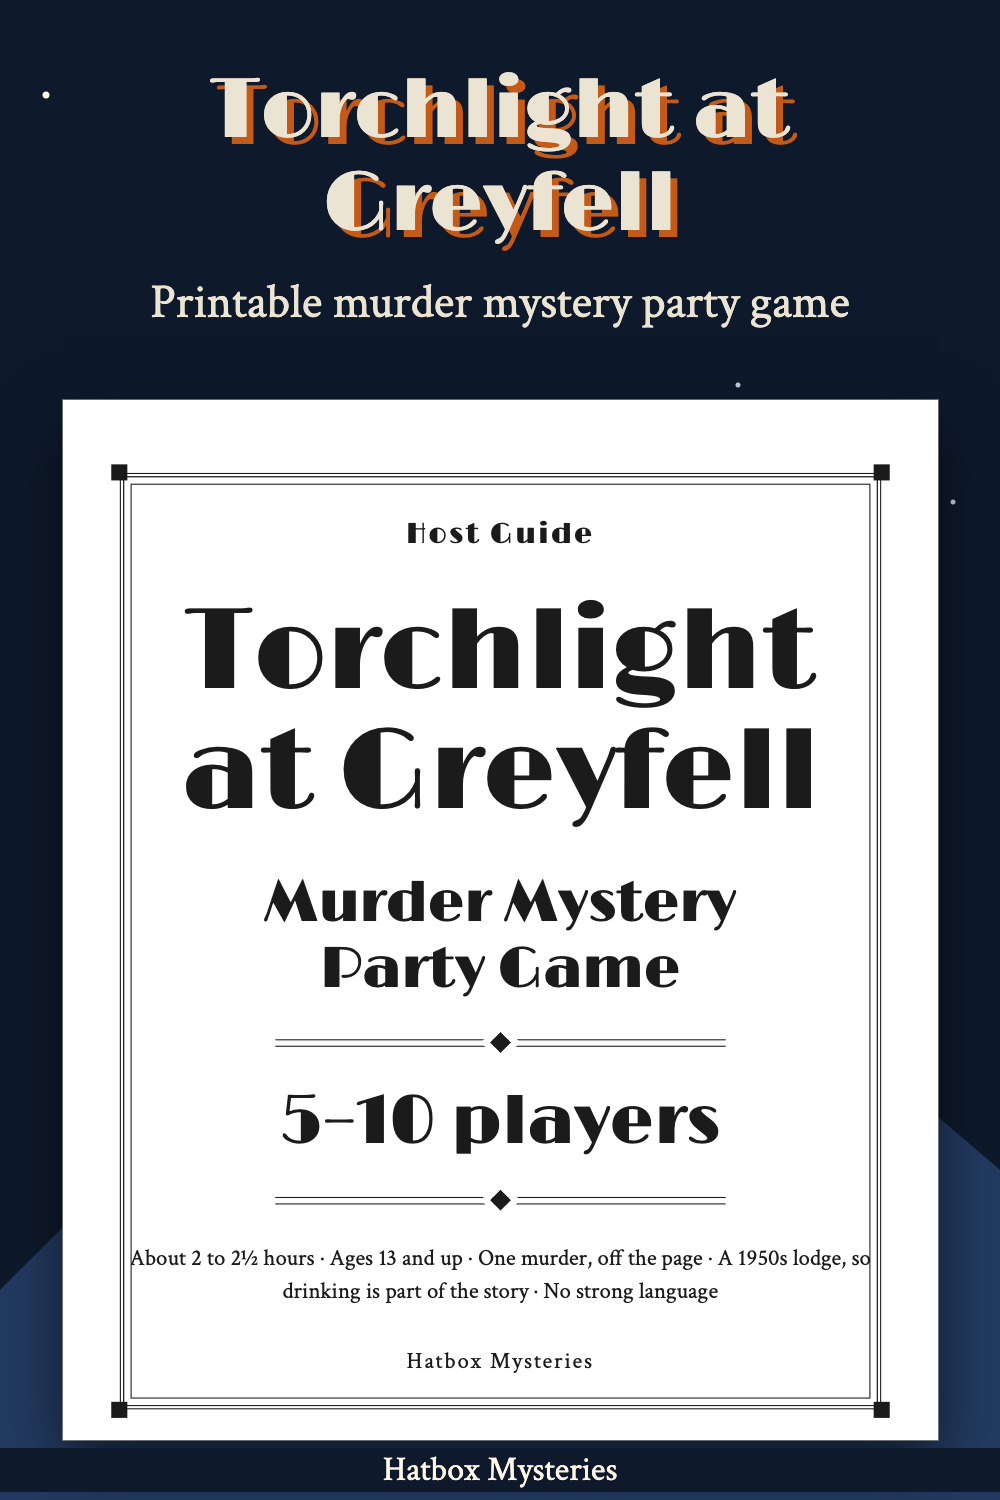 Torchlight at
Greyfell
Printable murder mystery party game
Host Guide
Torchlight
at Greyfell
Murder Mystery
Party Game
5–10 players
About 2 to 2½ hours · Ages 13 and up · One murder, off the page · A 1950s lodge, so
drinking is part of the story · No strong language
Hatbox Mysteries
Hatbox Mysteries